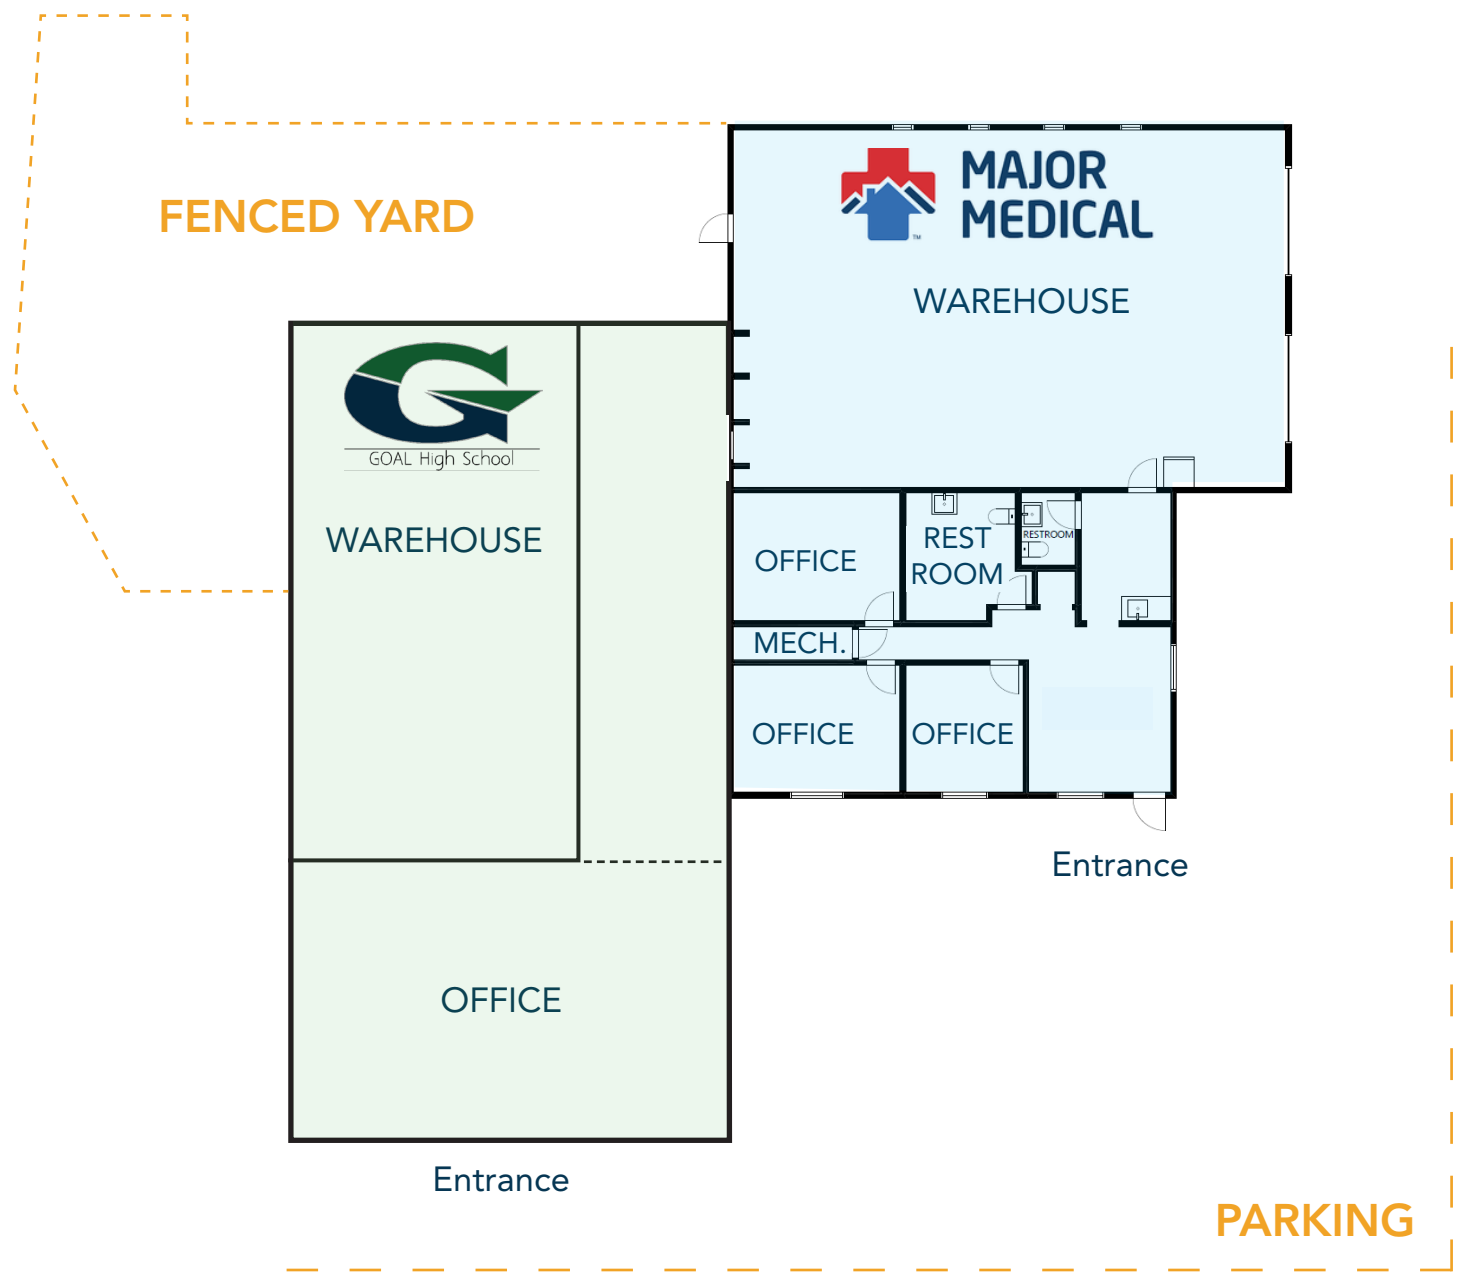 FENCED YARD
MAJOR
MEDICAL
TM
WAREHOUSE
GOAL High School
WAREHOUSE
OFFICE
REST
ROOM
RESTROOM
MECH.
OFFICE
OFFICE
Entrance
OFFICE
Entrance
PARKING